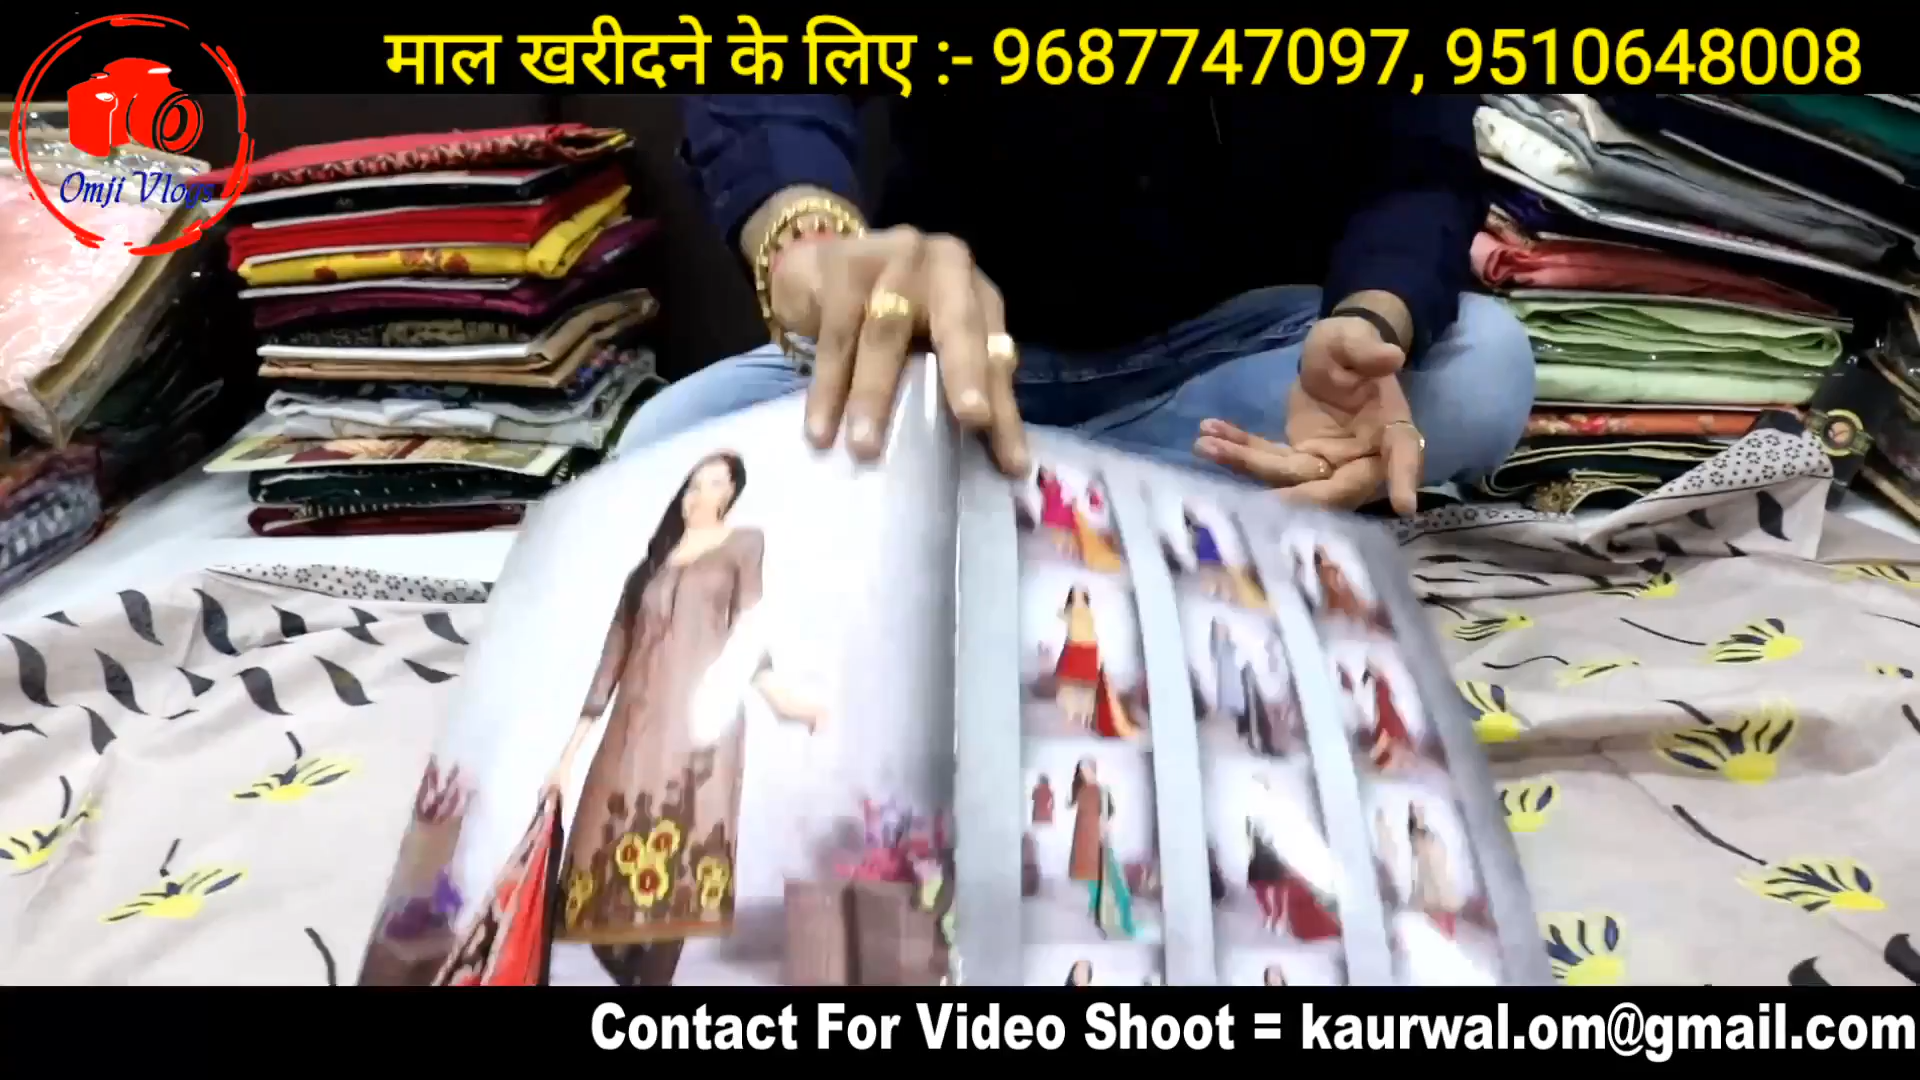 माल खरीदने के लिए :- 9687747097, 9510648008
Omji Vlogs
Contact For Video Shoot = kaurwal.om@gmail.com